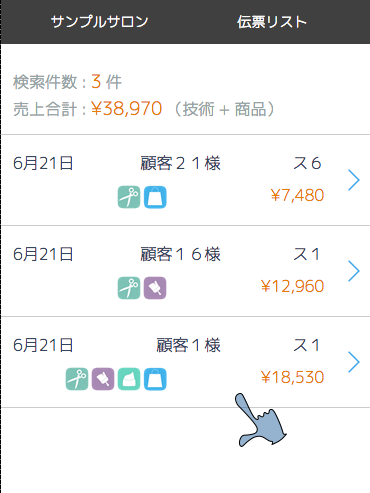 サンプルサロン 伝票リスト
検索件数 : 3 件
売上合計 : ¥38,970 （技術 + 商品）
6月21日 顧客２１様 ス６
¥7,480
6月21日 顧客１６様 ス１
¥12,960
6月21日 顧客１様 ス１
¥18,530